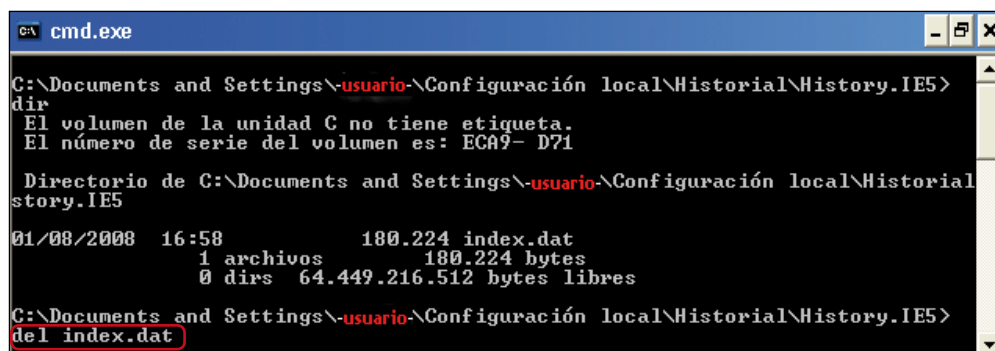 cmd.exe
C:\Documents and Settings\-usuario-\Configuración local\Historial\History.IE5>
dir
El volumen de la unidad C no tiene etiqueta.
El número de serie del volumen es: ECA9- D71
Directorio de C:\Documents and Settings\-usuario-\Configuración local\Historial
story.IE5
01/08/2008 16:58 180.224 index.dat
1 archivos 180.224 bytes
0 dirs 64.449.216.512 bytes libres
C:\Documents and Settings\-usuario-\Configuración local\Historial\History.IE5>
del index.dat